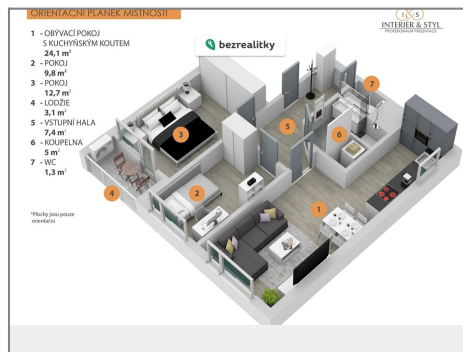 ORIENTAČNÍ PLÁNEK MÍSTNOSTÍ
1 - OBÝVACÍ POKOJ
S KUCHYŇSKÝM KOUTEM
24,1 m²
2 - POKOJ
9,8 m²
3 - POKOJ
12,7 m²
4 - LODŽIE
3,1 m²
5 - VSTUPNÍ HALA
7,4 m²
6 - KOUPELNA
5 m²
7 - WC
1,3 m²
*Plochy jsou pouze
orientační
bezrealitky
I&S
INTERIÉR & STYL
PROFESIONÁLNÍ PREZENTACE
7
3
5
6
2
4
1